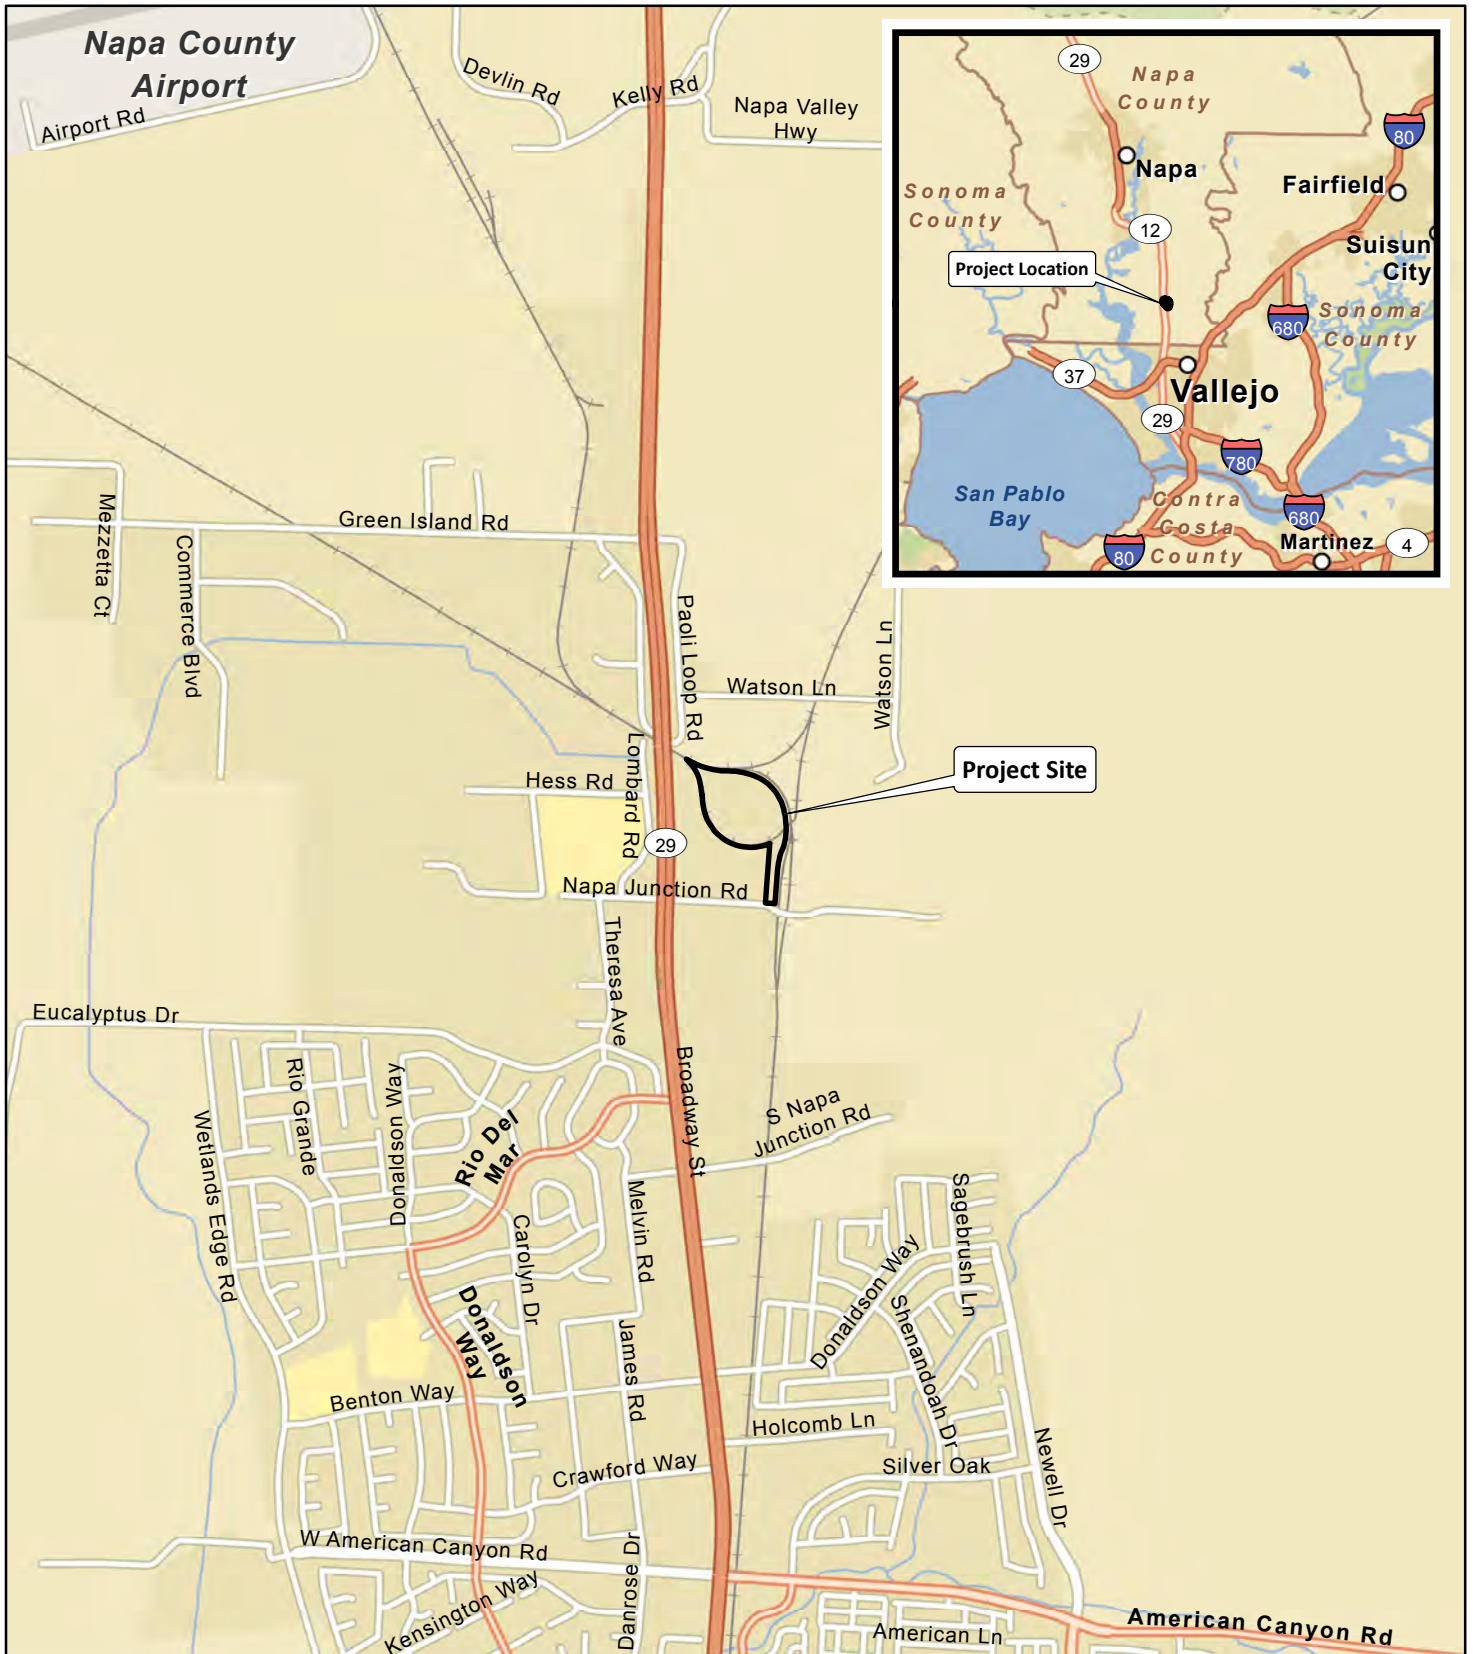 Napa County
Airport
Airport Rd
Devlin Rd
Kelly Rd
Napa Valley
Hwy
29
Napa
County
80
Napa
Fairfield
Sonoma
County
12
Suisun
City
Project Location
680
Sonoma
County
37
Vallejo
29
780
San Pablo
Bay
Contra
Costa
County
680
80
Martinez
4
Mezzetta Ct
Green Island Rd
Commerce Blvd
Paoli Loop Rd
Watson Ln
Watson Ln
Lombard Rd
Hess Rd
Project Site
29
Napa Junction Rd
Theresa Ave
Eucalyptus Dr
Broadway St
Rio Grande
Donaldson Way
Rio Del
Mar
S Napa
Junction Rd
Wetlands Edge Rd
Melvin Rd
Carolyn Dr
Sagebrush Ln
Donaldson Way
Shenandoah Dr
Donaldson
Way
James Rd
Benton Way
Holcomb Ln
Newell Dr
Crawford Way
Silver Oak
W American Canyon Rd
Danrose Dr
Kensington Way
American Canyon Rd
American Ln